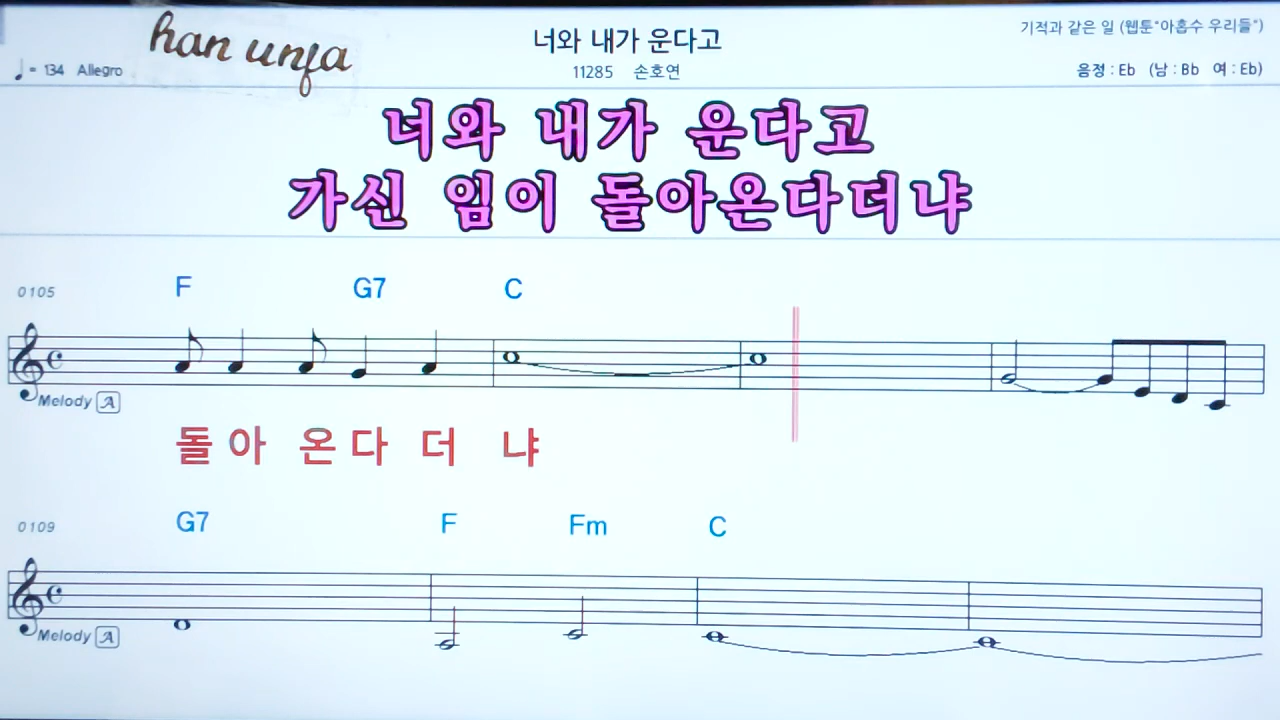 han unja
너와 내가 운다고
기적과 같은 일 (웹툰"아홉수 우리들")
♩= 134 Allegro
11285 손호연
음정 : Eb (남 : Bb 여 : Eb)
너와 내가 운다고
가신 임이 돌아온다더냐
0105
F G7 C
Melody A
돌 아 온 다 더 냐
0109
G7 F Fm C
Melody A